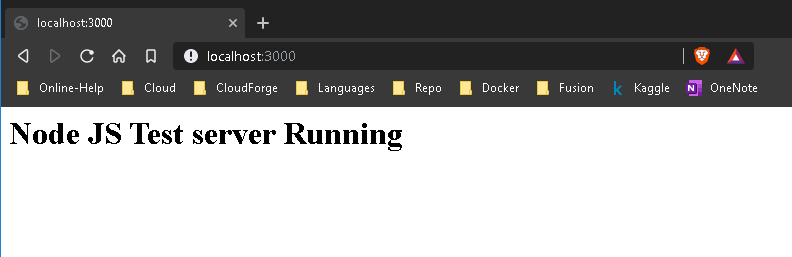 localhost:3000
localhost:3000
Online-Help Cloud CloudForge Languages Repo Docker Fusion Kaggle OneNote
Node JS Test server Running